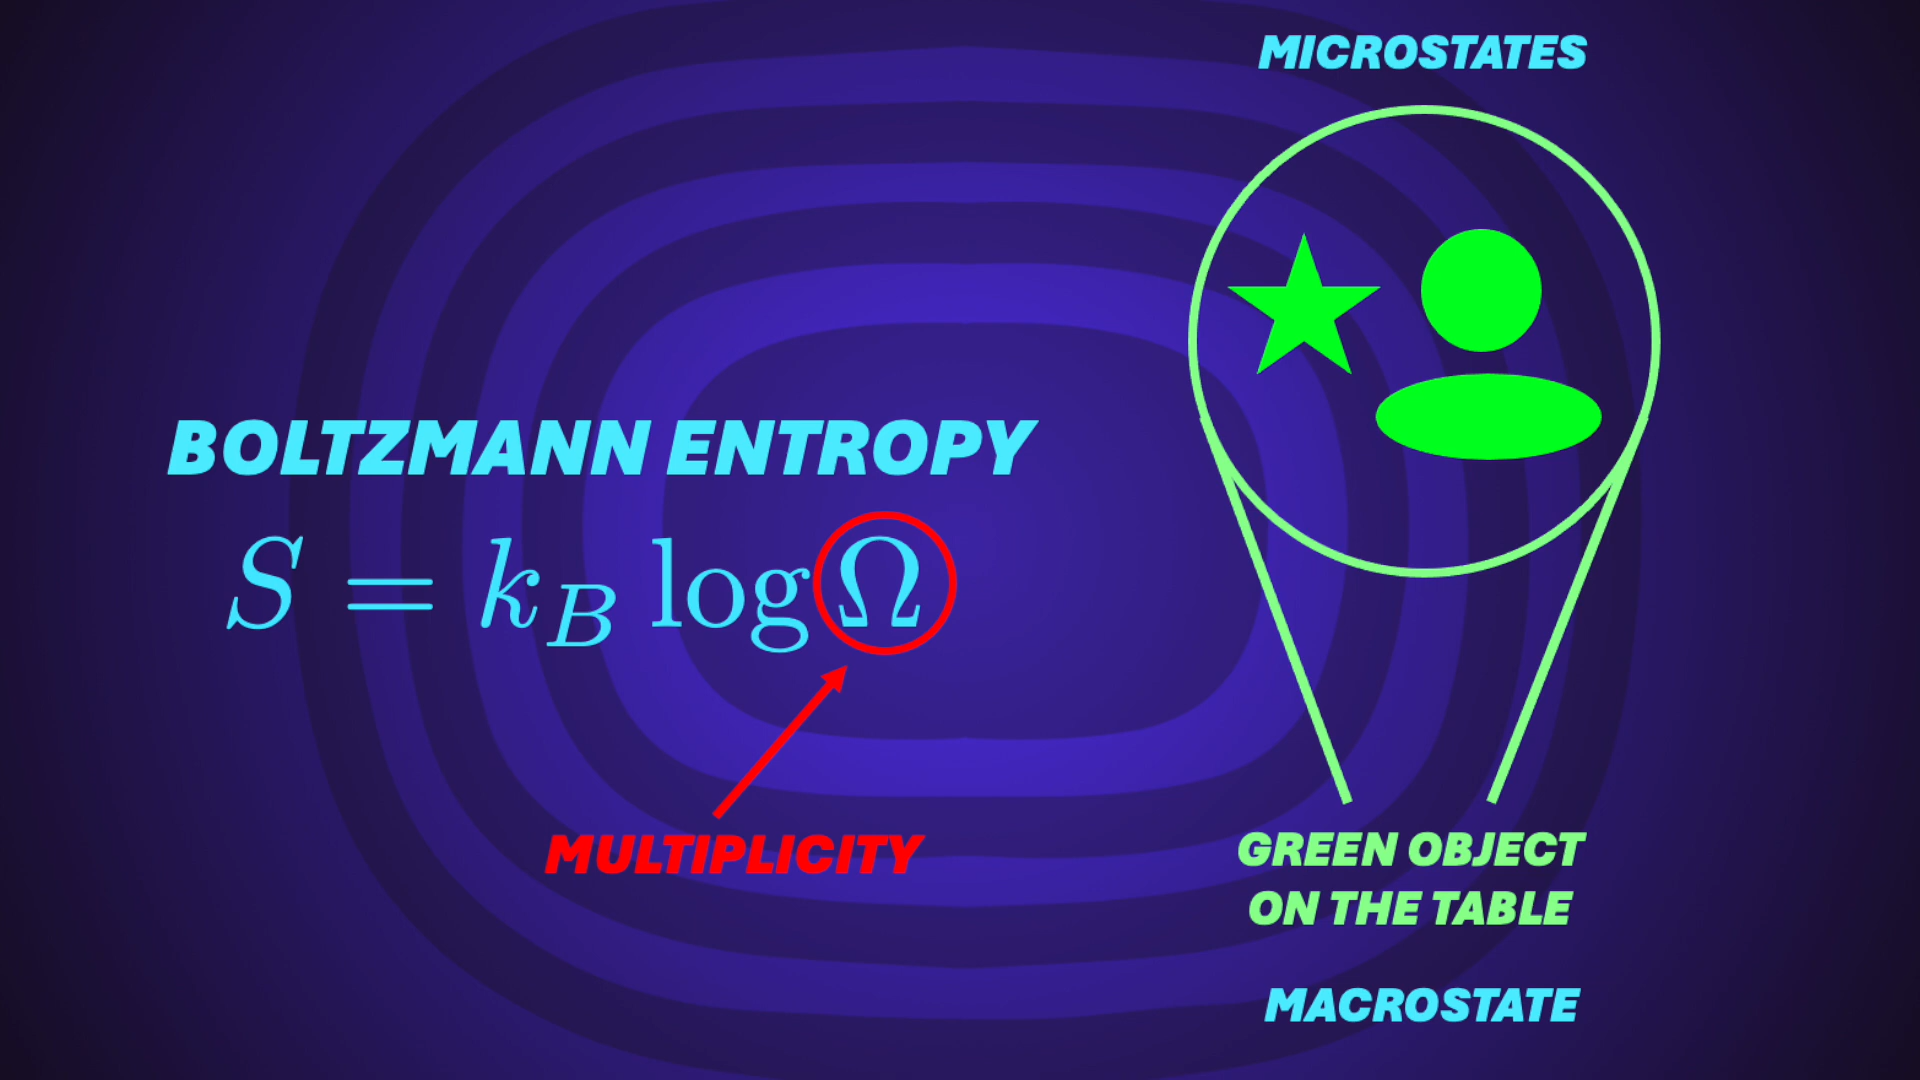 MICROSTATES
BOLTZMANN ENTROPY
S = k_B log Ω
MULTIPLICITY
GREEN OBJECT
ON THE TABLE
MACROSTATE